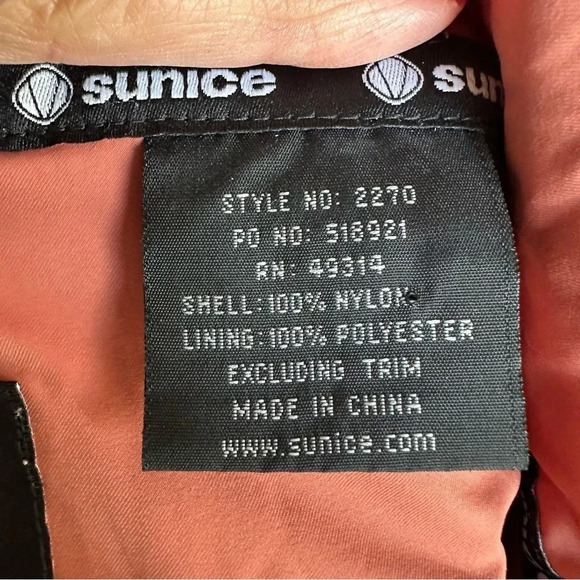 sunice sun
STYLE NO: 2270
PO NO: 518921
RN: 49314
SHELL:100% NYLON
LINING:100% POLYESTER
EXCLUDING TRIM
MADE IN CHINA
www.sunice.com